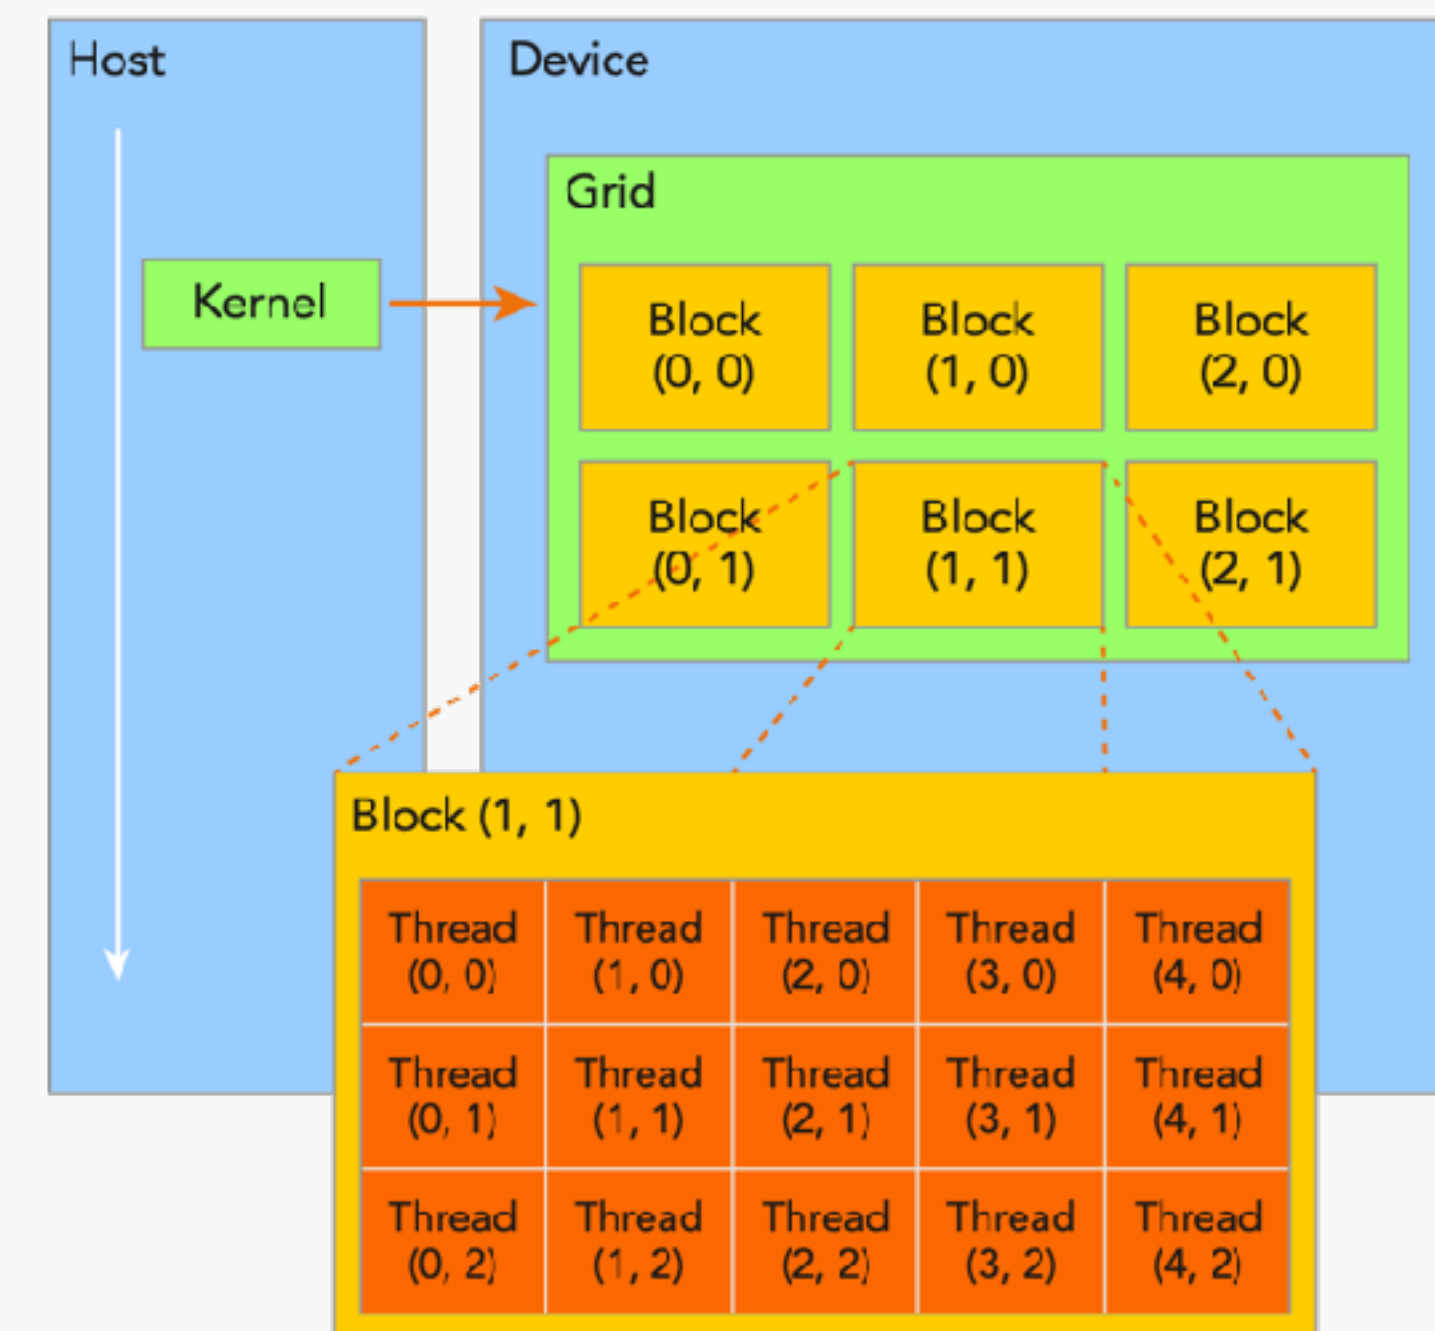 Host
Device
Grid
Kernel
Block
(0, 0)
Block
(1, 0)
Block
(2, 0)
Block
(0, 1)
Block
(1, 1)
Block
(2, 1)
Block (1, 1)
Thread
(0, 0)
Thread
(1, 0)
Thread
(2, 0)
Thread
(3, 0)
Thread
(4, 0)
Thread
(0, 1)
Thread
(1, 1)
Thread
(2, 1)
Thread
(3, 1)
Thread
(4, 1)
Thread
(0, 2)
Thread
(1, 2)
Thread
(2, 2)
Thread
(3, 2)
Thread
(4, 2)